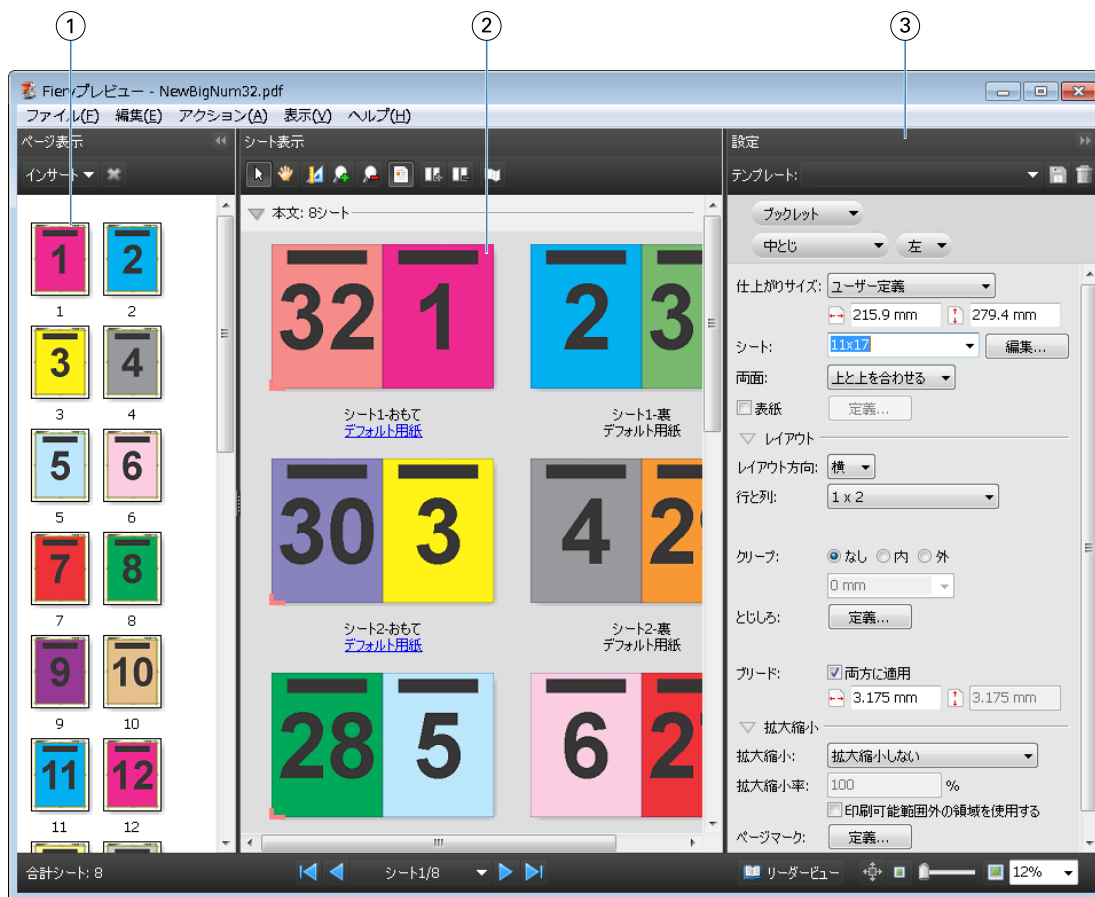 1
2
3
Fieryプレビュー - NewBigNum32.pdf
ファイル(F) 編集(E) アクション(A) 表示(V) ヘルプ(H)
ページ表示
インサート
1
2
1
2
3
4
3
4
5
6
5
6
7
8
7
8
9
10
9
10
11
12
11
12
シート表示
本文: 8シート
32
1
2
3
シート1-おもて
デフォルト用紙
シート1-裏
デフォルト用紙
30
3
4
2
シート2-おもて
デフォルト用紙
シート2-裏
デフォルト用紙
28
5
6
2
設定
テンプレート:
ブックレット
中とじ 左
仕上がりサイズ: ユーザー定義
215.9 mm 279.4 mm
シート: 11x17 編集...
両面: 上と上を合わせる
表紙 定義...
レイアウト
レイアウト方向: 横
行と列: 1 x 2
クリープ: なし 内 外
0 mm
とじしろ: 定義...
ブリード: 両方に適用
3.175 mm 3.175 mm
拡大縮小
拡大縮小: 拡大縮小しない
拡大縮小率: 100 %
印刷可能範囲外の領域を使用する
ページマーク: 定義...
合計シート: 8
シート1/8
リーダービュー
12%